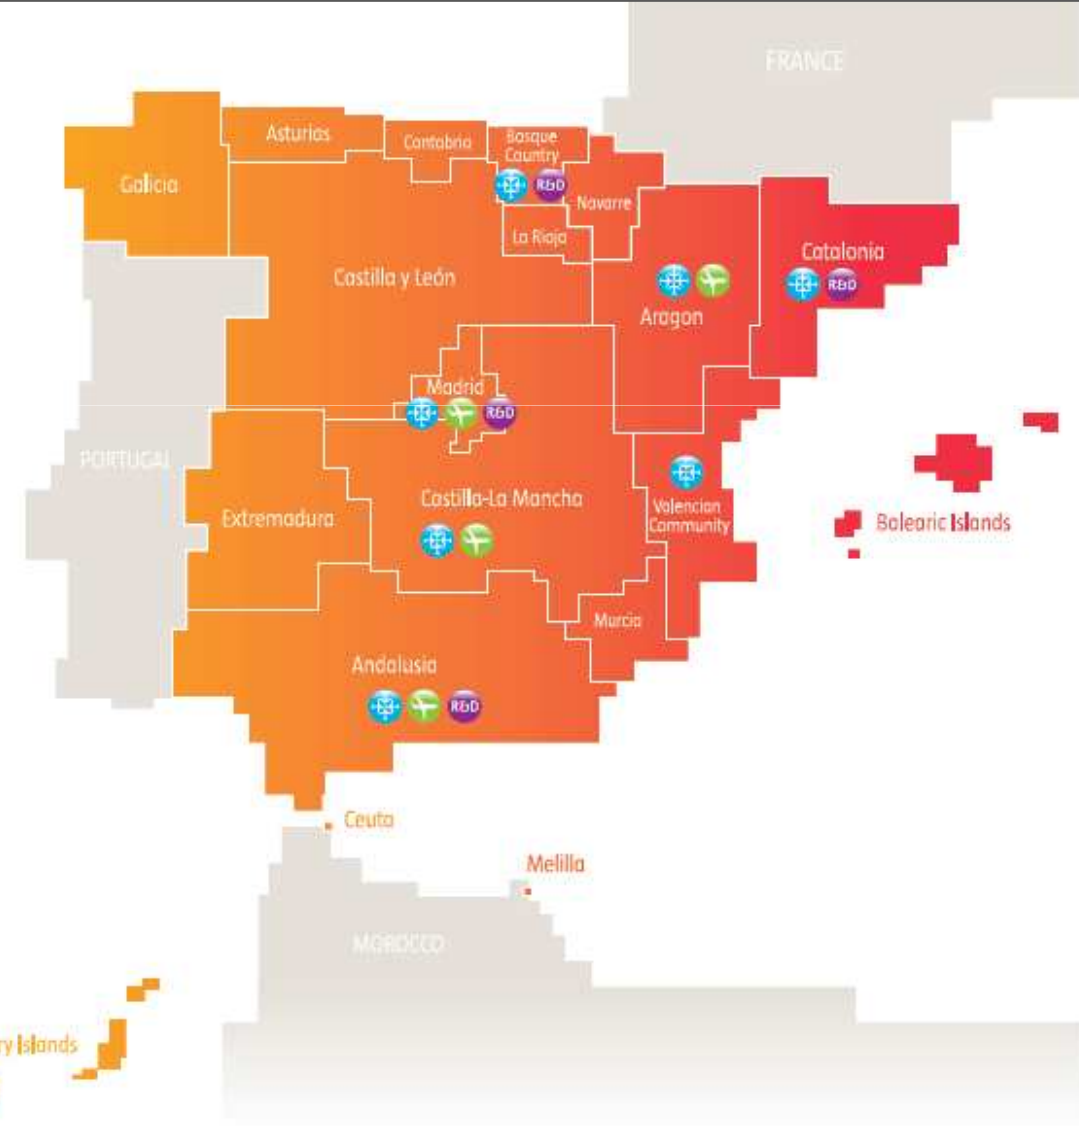 FRANCE
Asturias
Cantabria
Basque
Country
Galicia
R&D
Navarre
La Rioja
Catalonia
Castilla y León
R&D
Aragon
Madrid
R&D
PORTUGAL
Castilla-La Mancha
Valencian
Community
Extremadura
Balearic Islands
Murcia
Andalusia
R&D
Ceuta
Melilla
MOROCCO
ry Islands